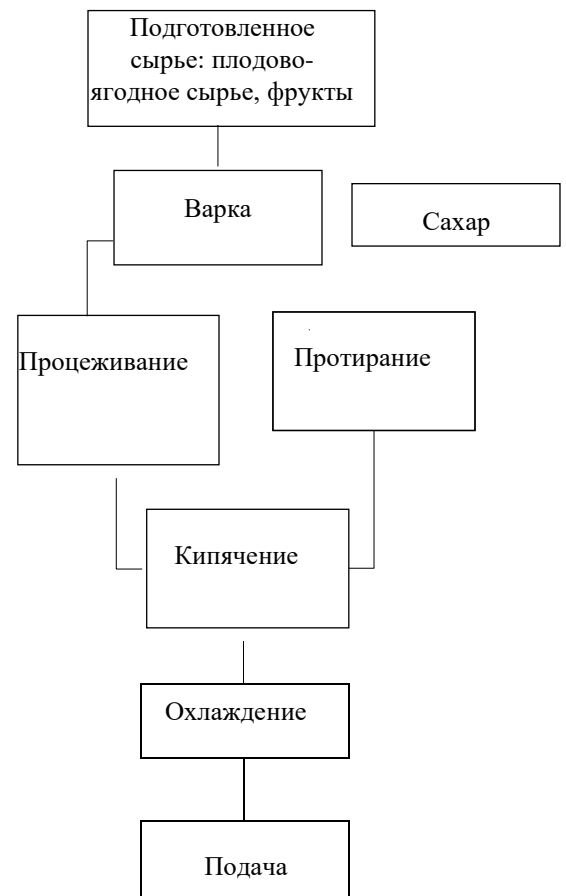 Подготовленное
сырье: плодово-
ягодное сырье, фрукты
Варка
Сахар
Процеживание
Протирание
Кипячение
Охлаждение
Подача